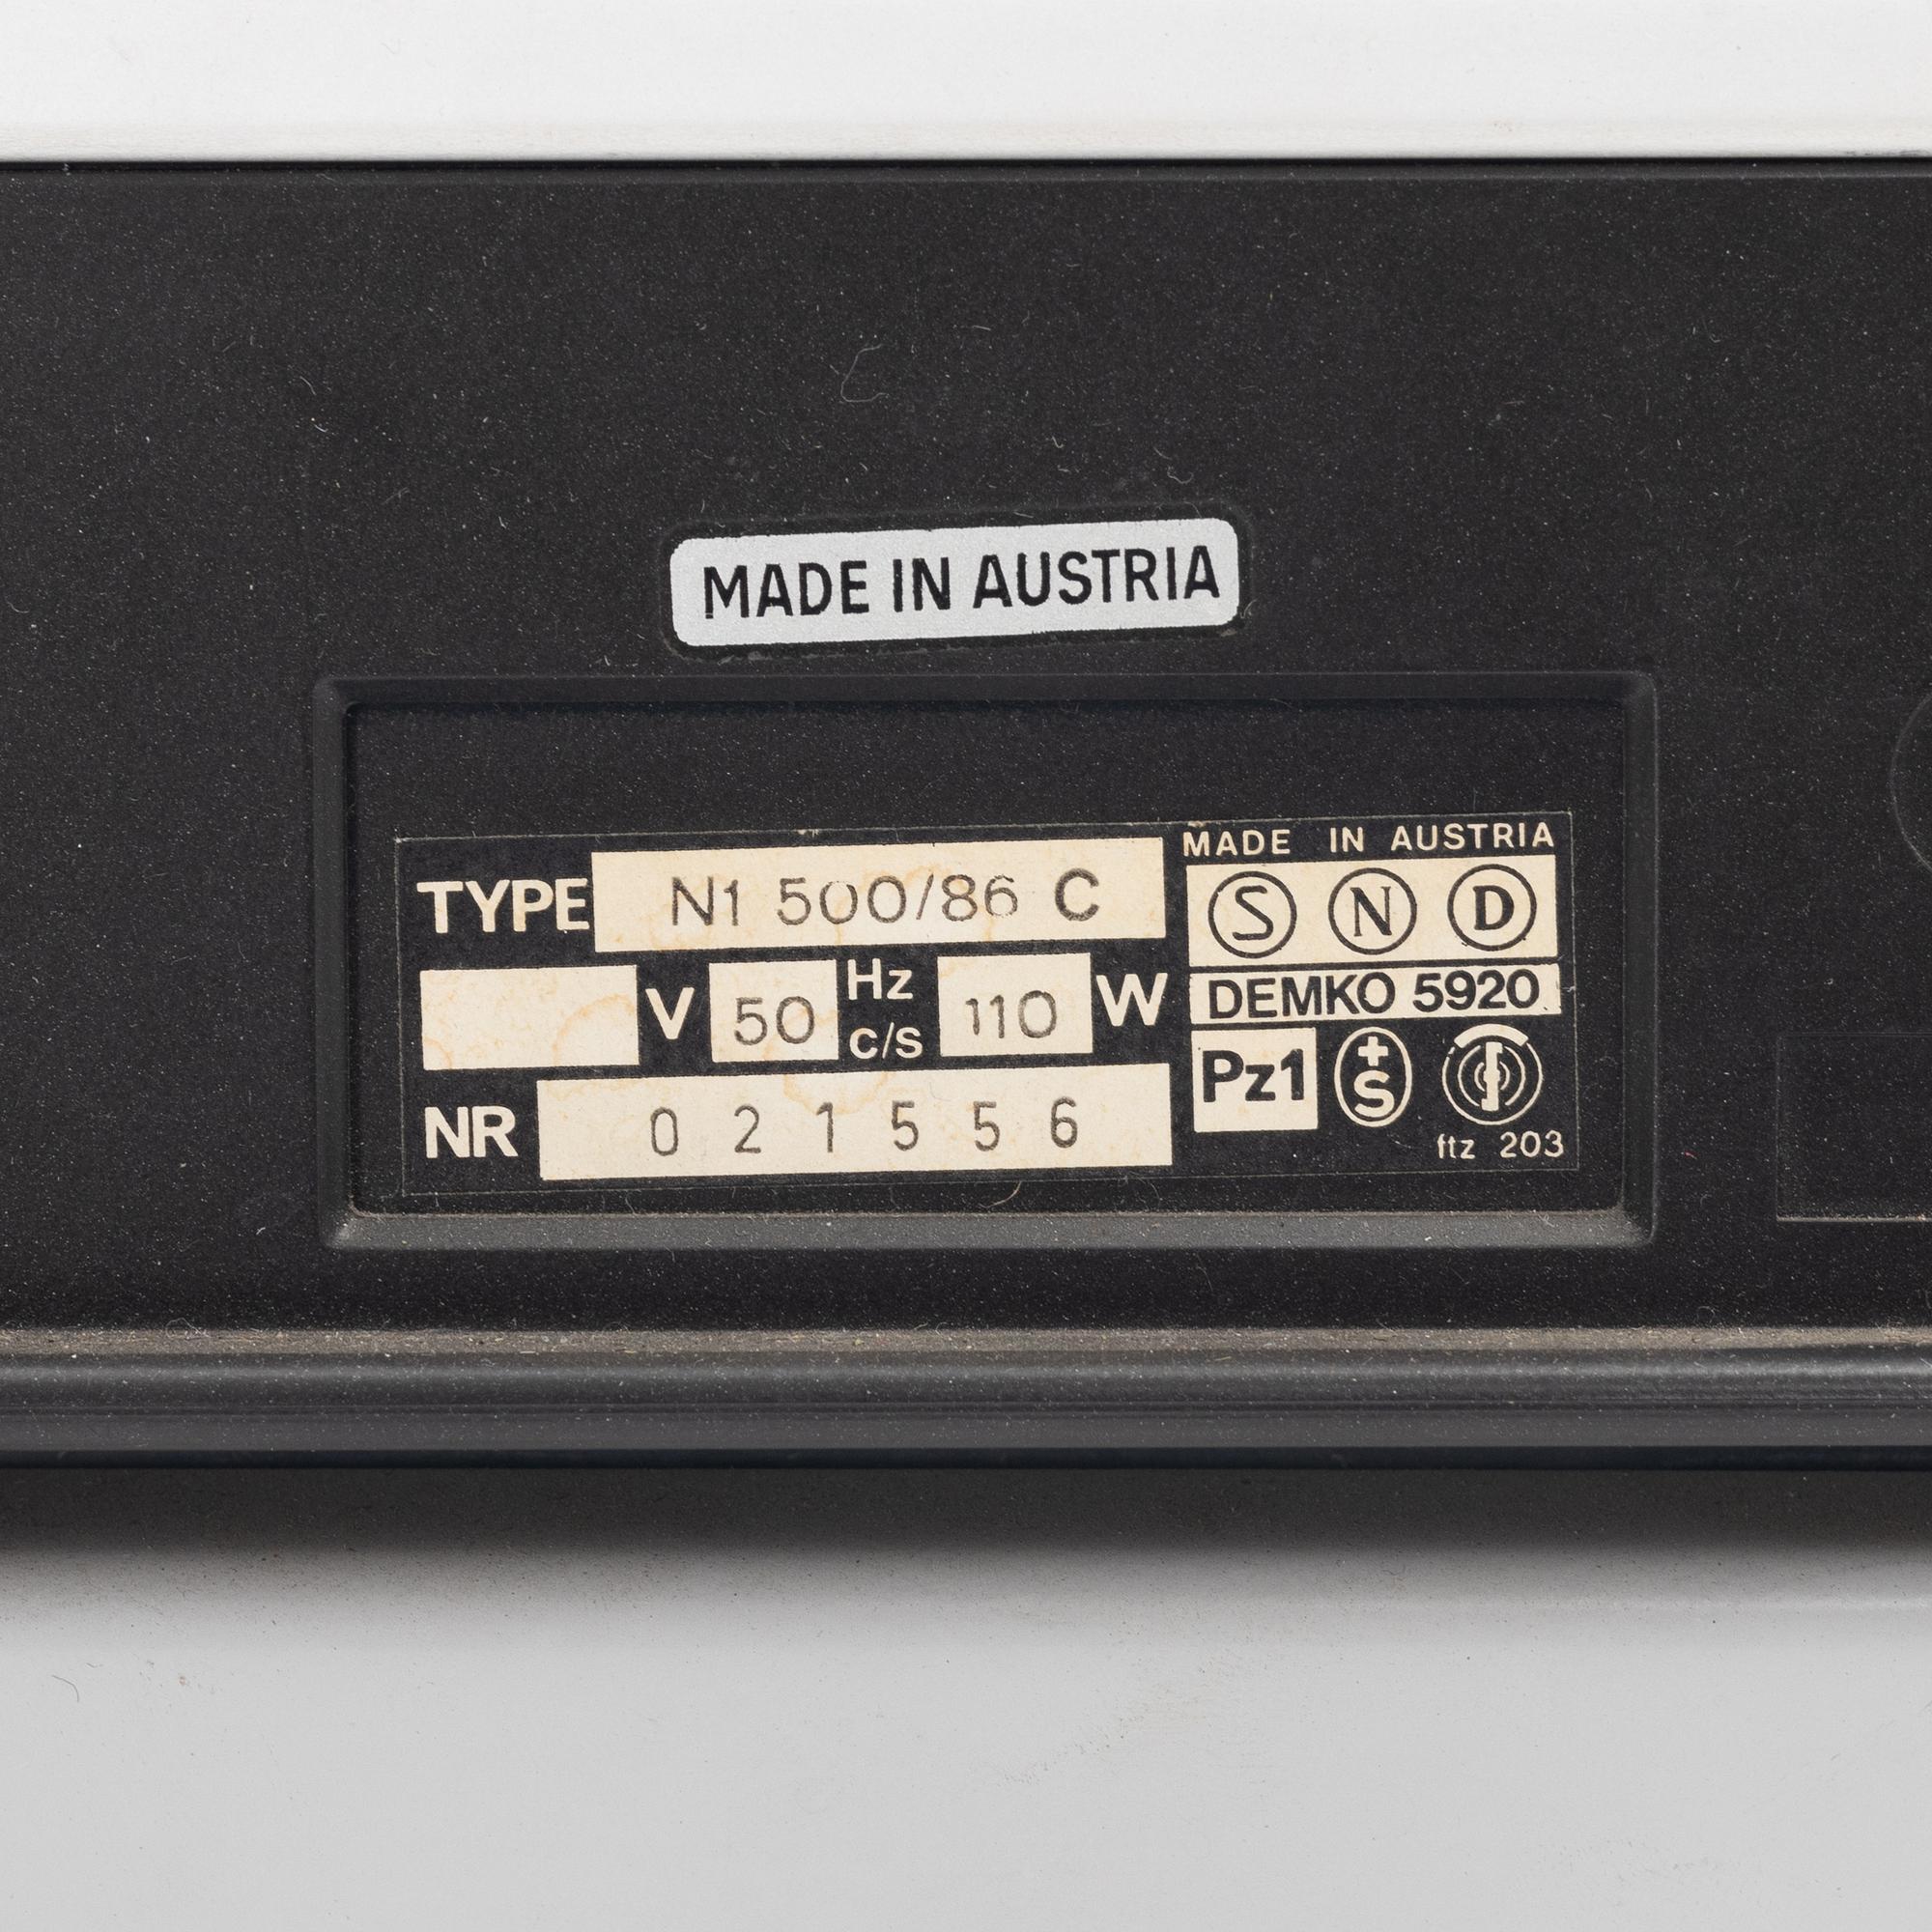 MADE IN AUSTRIA
TYPE N1 500/86 C
V 50 Hz c/s 110 W
NR 0 2 1 5 5 6
MADE IN AUSTRIA
S N D
DEMKO 5920
Pz1 +S
ftz 203